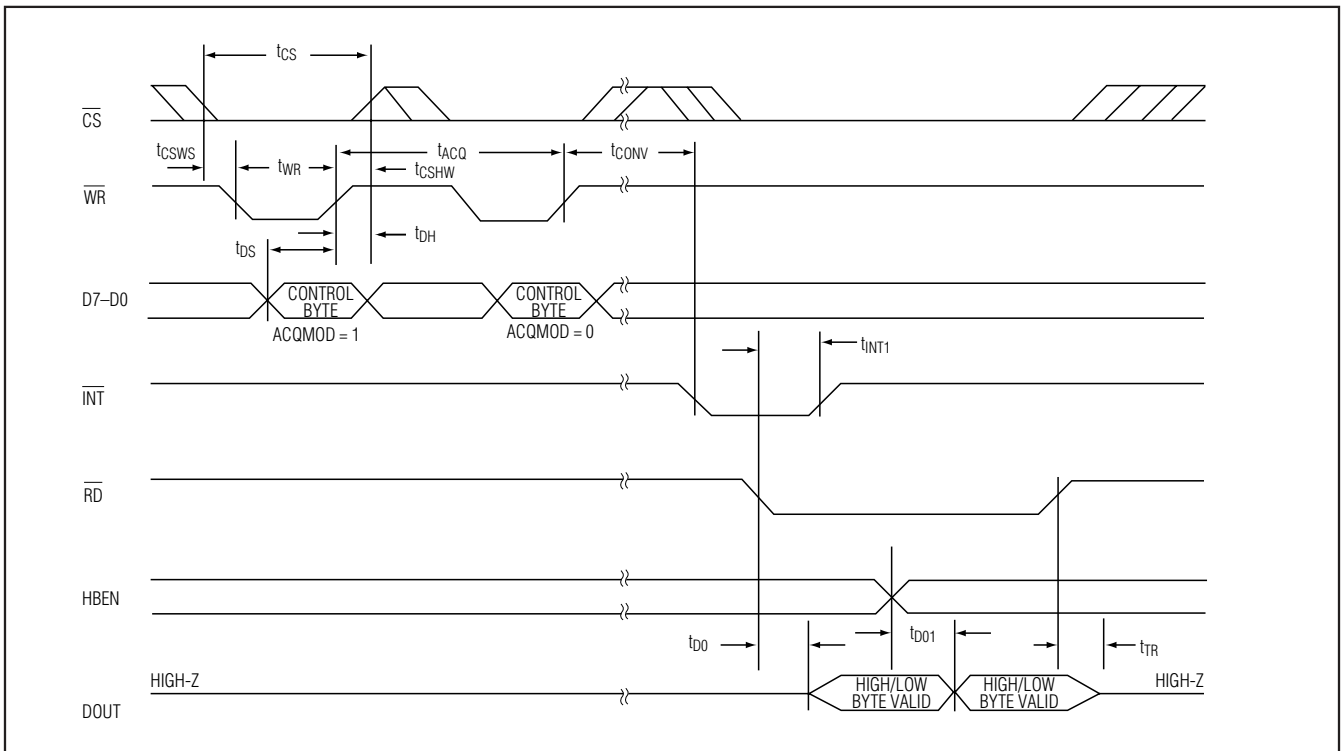 tCS
CS
tCSWS
tWR
tACQ
tCONV
tCSHW
WR
tDH
tDS
D7–D0
CONTROL
BYTE
CONTROL
BYTE
ACQMOD = 1
ACQMOD = 0
tINT1
INT
RD
HBEN
tD0
tD01
tTR
HIGH-Z
HIGH/LOW
BYTE VALID
HIGH/LOW
BYTE VALID
HIGH-Z
DOUT